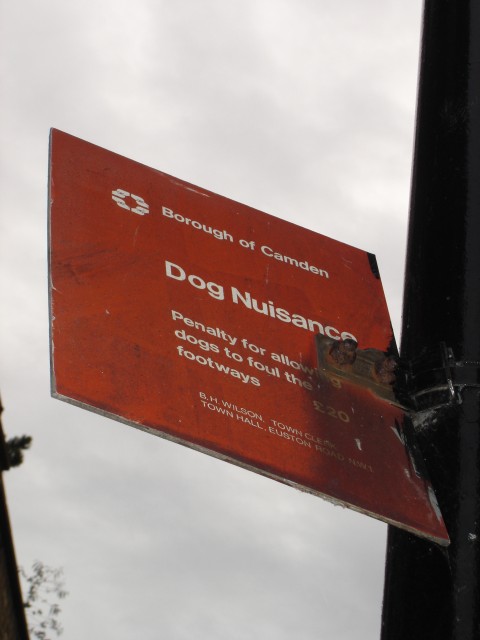 Borough of Camden
Dog Nuisance
Penalty for allowing
dogs to foul the
footways
£20
B.H. WILSON TOWN CLERK
TOWN HALL, EUSTON ROAD NW1